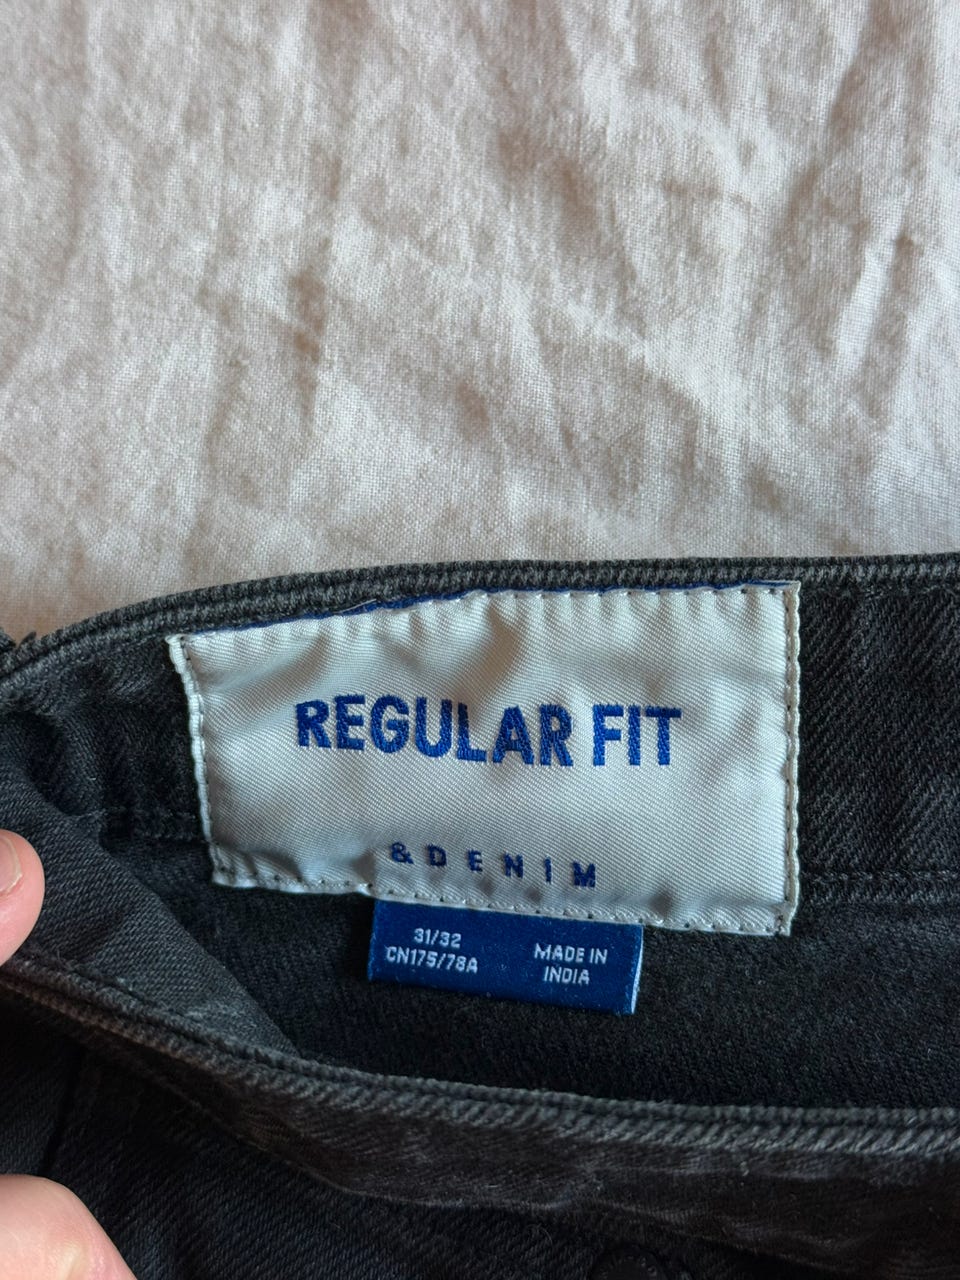 REGULAR FIT
&DENIM
31/32
CN175/78A
MADE IN
INDIA